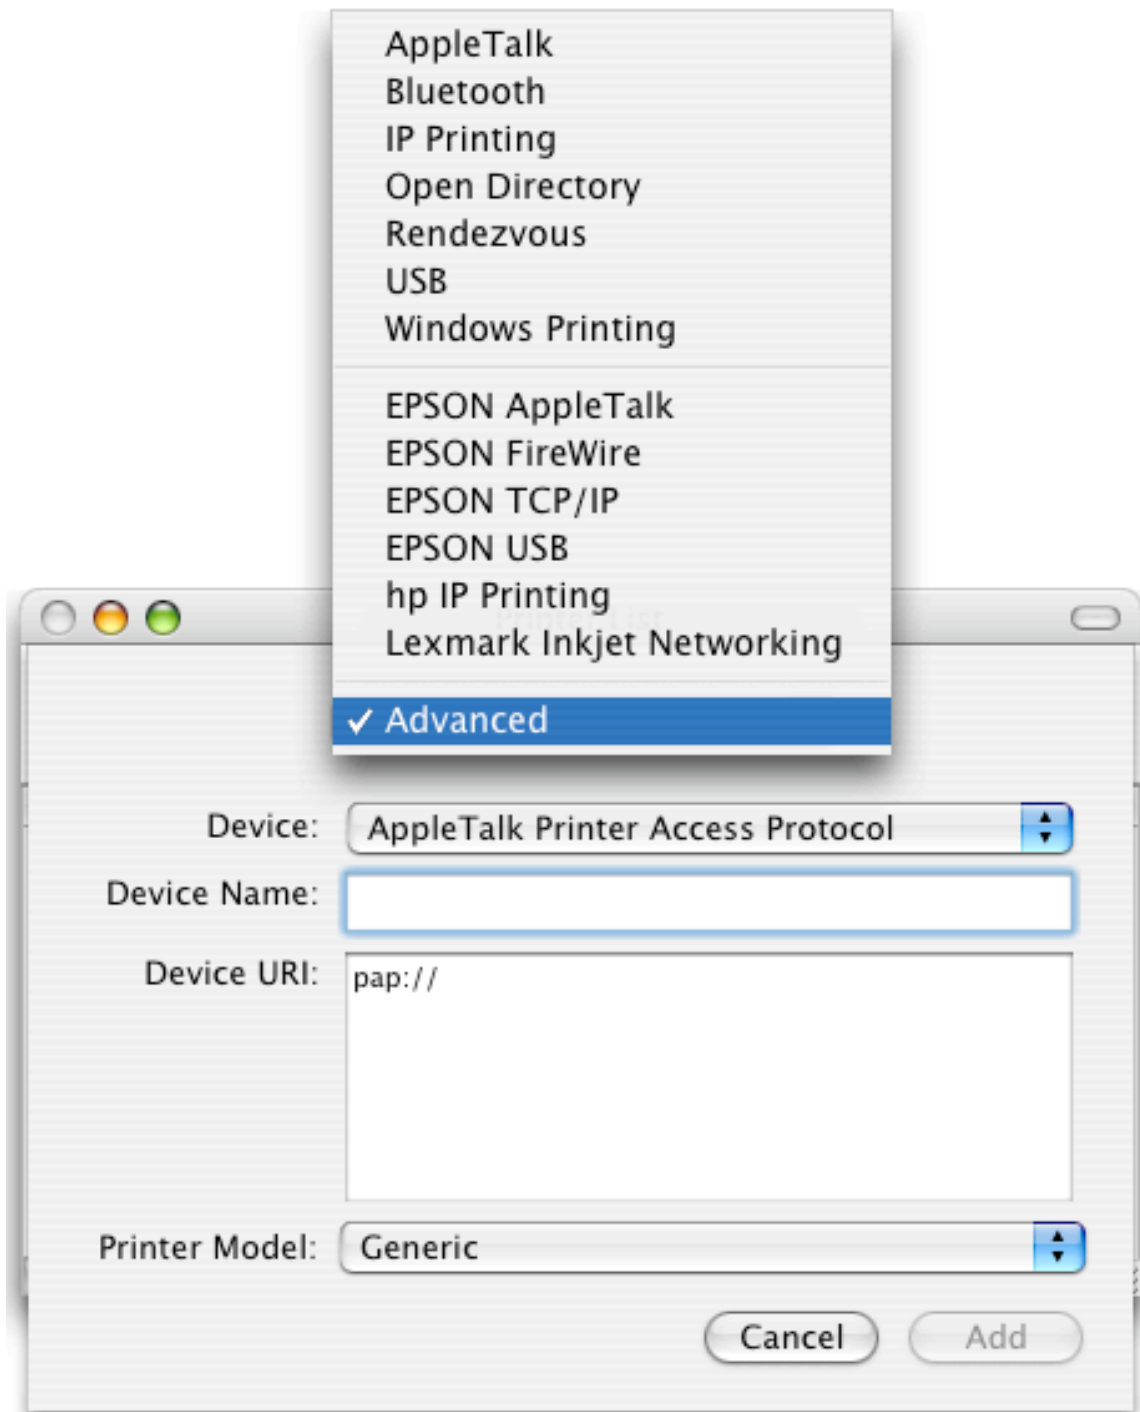 AppleTalk
Bluetooth
IP Printing
Open Directory
Rendezvous
USB
Windows Printing
EPSON AppleTalk
EPSON FireWire
EPSON TCP/IP
EPSON USB
hp IP Printing
Printer List
Lexmark Inkjet Networking
✓ Advanced
Device: AppleTalk Printer Access Protocol
Device Name:
Device URI: pap://
Printer Model: Generic
Cancel Add